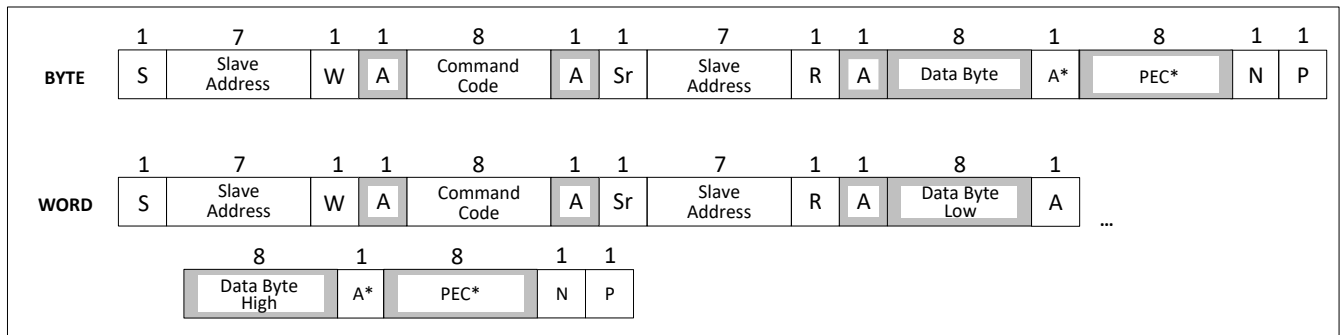 1 7 1 1 8 1 1 7 1 1 8 1 8 1 1
BYTE S Slave Address W A Command Code A Sr Slave Address R A Data Byte A* PEC* N P
1 7 1 1 8 1 1 7 1 1 8 1
WORD S Slave Address W A Command Code A Sr Slave Address R A Data Byte Low A ...
8 1 8 1 1
Data Byte High A* PEC* N P